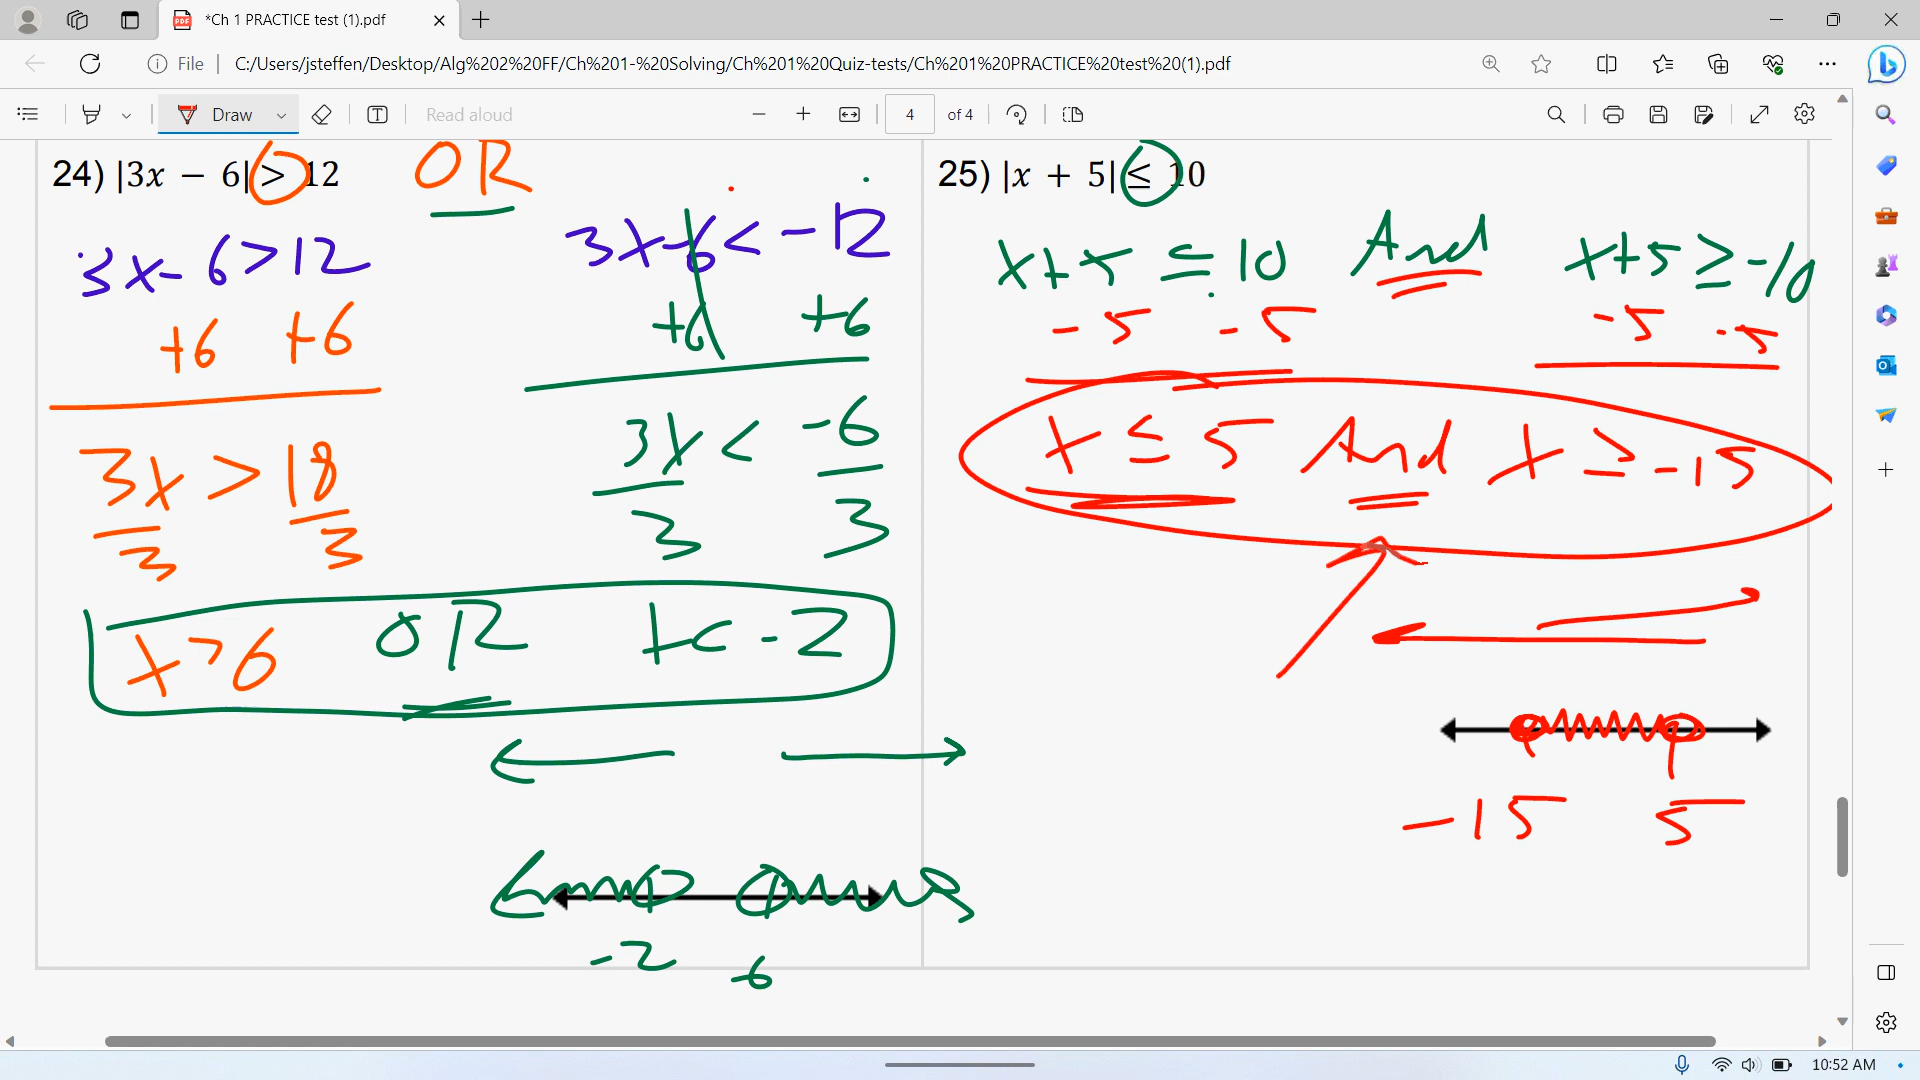 *Ch 1 PRACTICE test (1).pdf
File | C:/Users/jsteffen/Desktop/Alg%202%20FF/Ch%201-%20Solving/Ch%201%20Quiz-tests/Ch%201%20PRACTICE%20test%20(1).pdf
Draw
Read aloud
4 of 4
24) |3x − 6| > 12 OR
3x - 6 > 12
3x - 6 < -12
+6 +6
+6 +6
3x > 18
3x < -6
3 3
3 3
x > 6 OR x < -2
-2 6
25) |x + 5| ≤ 10
x + 5 ≤ 10 And x + 5 ≥ -10
-5 -5
-5 -5
x ≤ 5 And x ≥ -15
-15 5
10:52 AM